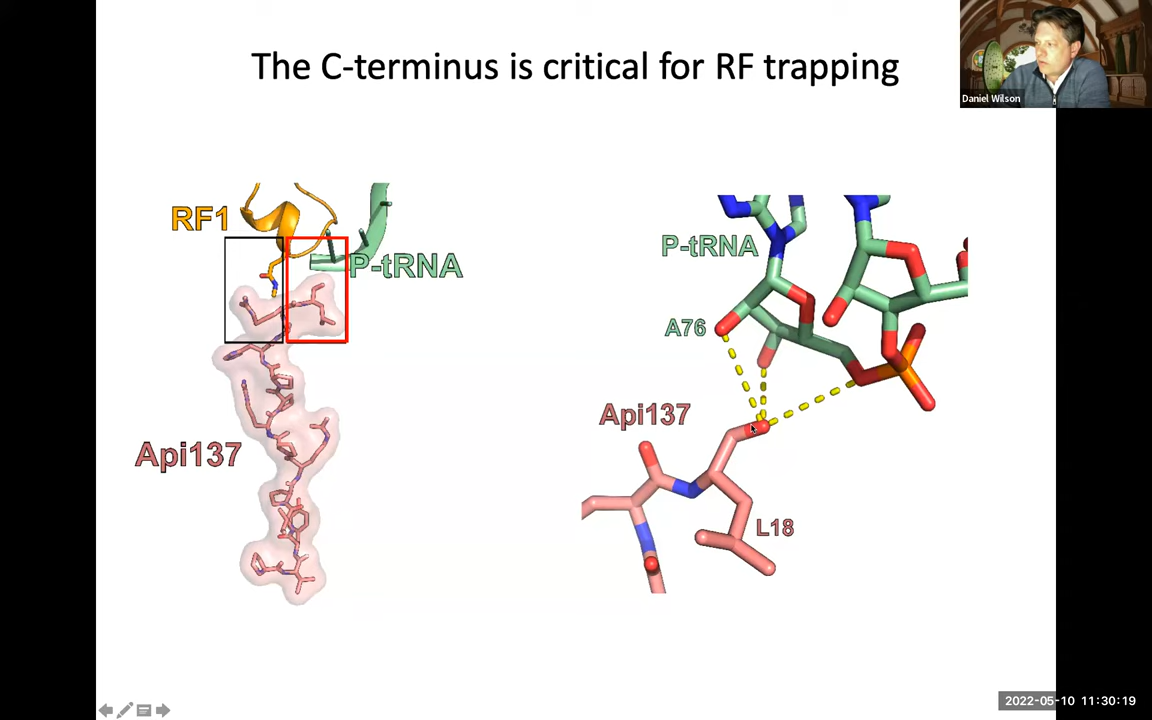 The C-terminus is critical for RF trapping
Daniel Wilson
RF1
P-tRNA
Api137
P-tRNA
A76
Api137
L18
2022-05-10 11:30:19